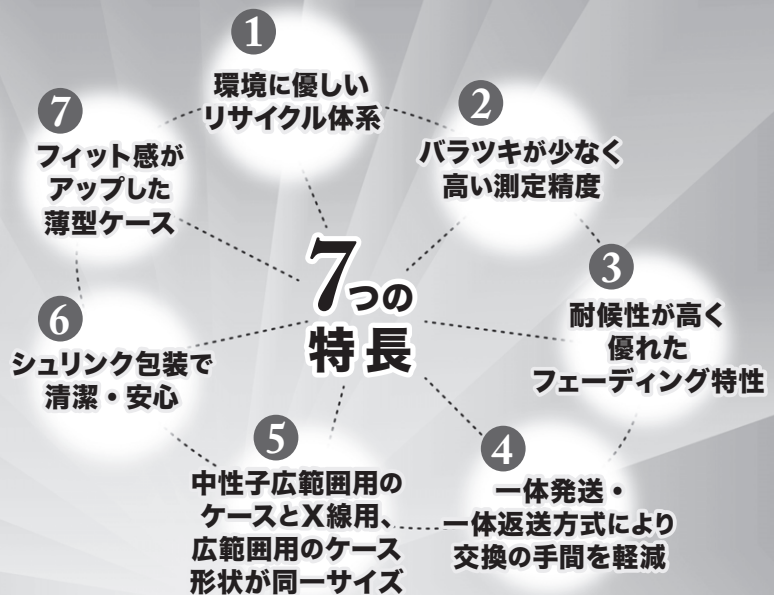 7つの
特長
1
環境に優しい
リサイクル体系
2
バラツキが少なく
高い測定精度
3
耐候性が高く
優れた
フェーディング特性
4
一体発送・
一体返送方式により
交換の手間を軽減
5
中性子広範囲用の
ケースとX線用、
広範囲用のケース
形状が同一サイズ
6
シュリンク包装で
清潔・安心
7
フィット感が
アップした
薄型ケース